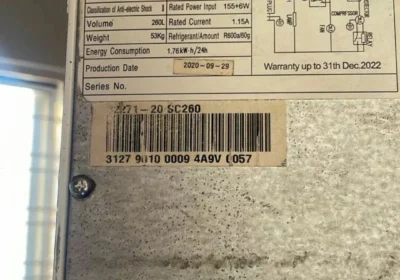 Classification of Anti-electric Shock I Rated Power Input 155+6W
Volume 260L Rated Current 1.15A
Weight 53Kg Refrigerant/Amount R600a/60g
Energy Consumption 1.76kW·h/24h
Production Date 2020-09-29
Series No.
COMPRESSOR
Warranty up to 31th Dec.2022
271-20 SC260
3127 9010 0009 4A9V 0057